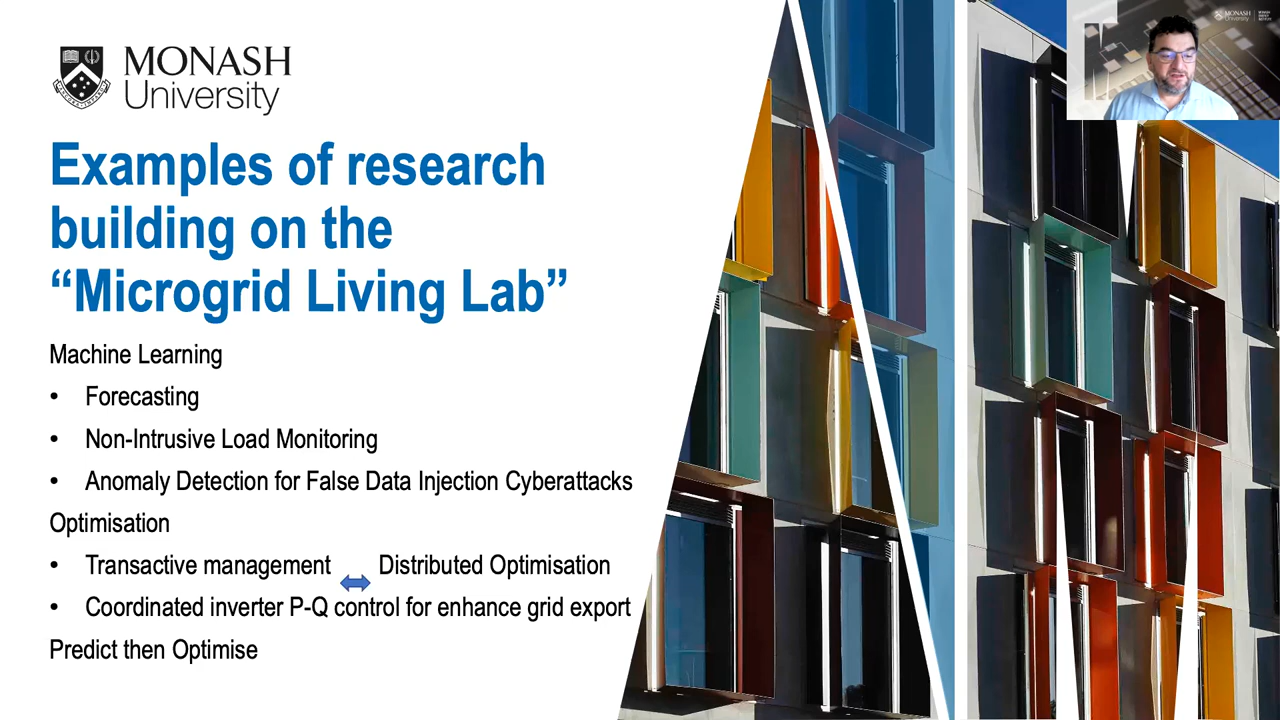 MONASH
University
Examples of research
building on the
“Microgrid Living Lab”
Machine Learning
• Forecasting
• Non-Intrusive Load Monitoring
• Anomaly Detection for False Data Injection Cyberattacks
Optimisation
• Transactive management Distributed Optimisation
• Coordinated inverter P-Q control for enhance grid export
Predict then Optimise
MONASH
University